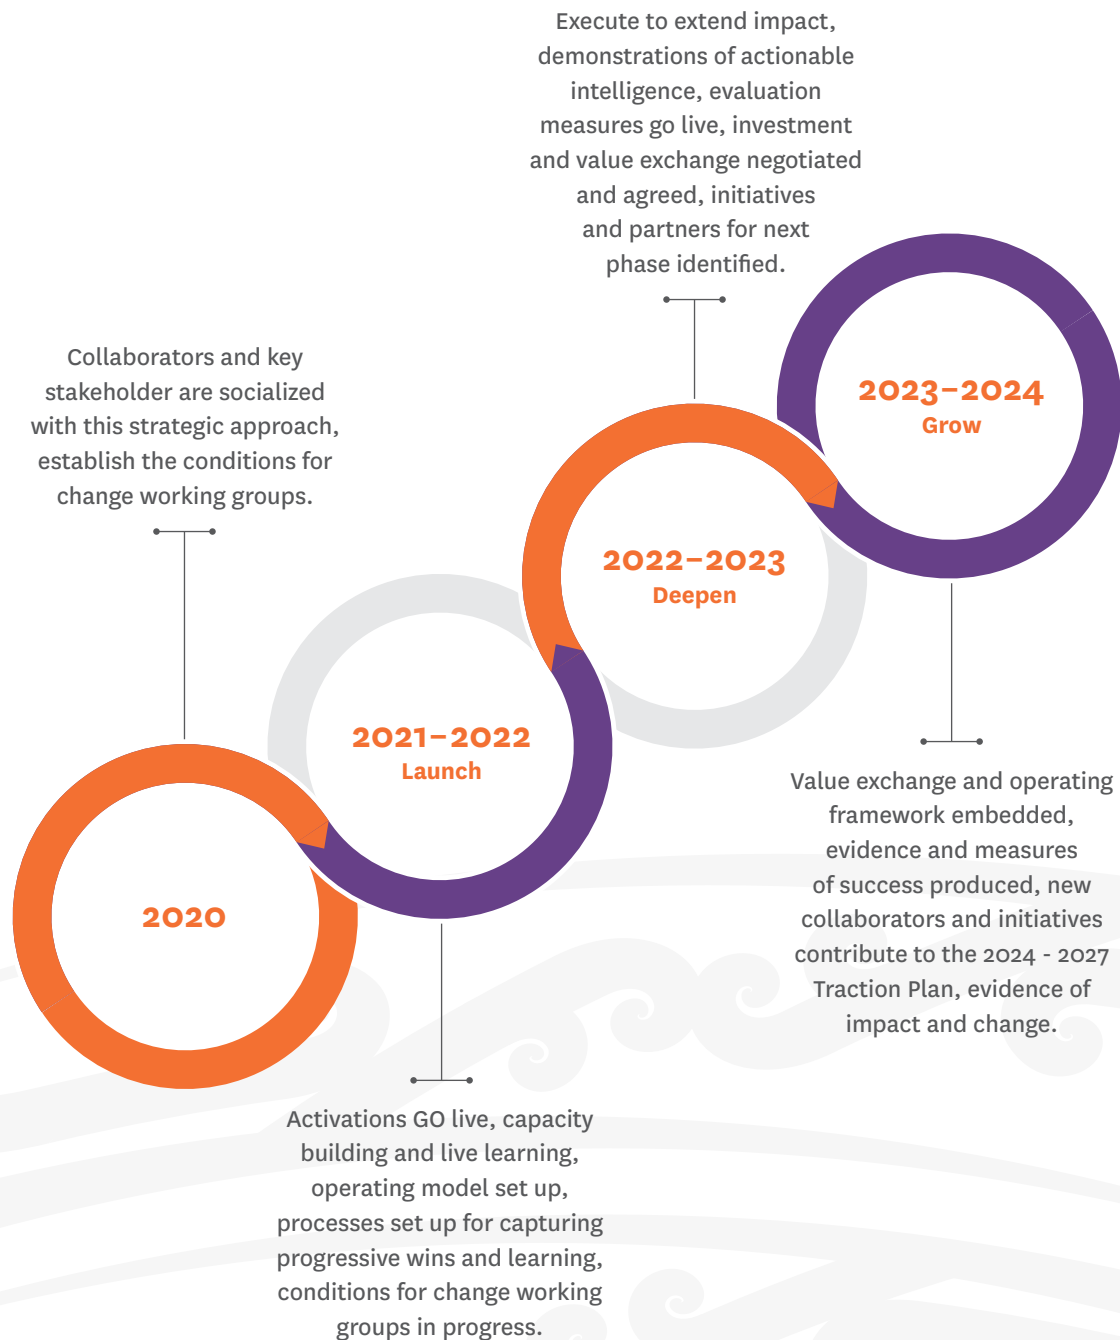 Execute to extend impact,
demonstrations of actionable
intelligence, evaluation
measures go live, investment
and value exchange negotiated
and agreed, initiatives
and partners for next
phase identified.
Collaborators and key
stakeholder are socialized
with this strategic approach,
establish the conditions for
change working groups.
2023–2024
Grow
2022–2023
Deepen
2021–2022
Launch
2020
Value exchange and operating
framework embedded,
evidence and measures
of success produced, new
collaborators and initiatives
contribute to the 2024 - 2027
Traction Plan, evidence of
impact and change.
Activations GO live, capacity
building and live learning,
operating model set up,
processes set up for capturing
progressive wins and learning,
conditions for change working
groups in progress.